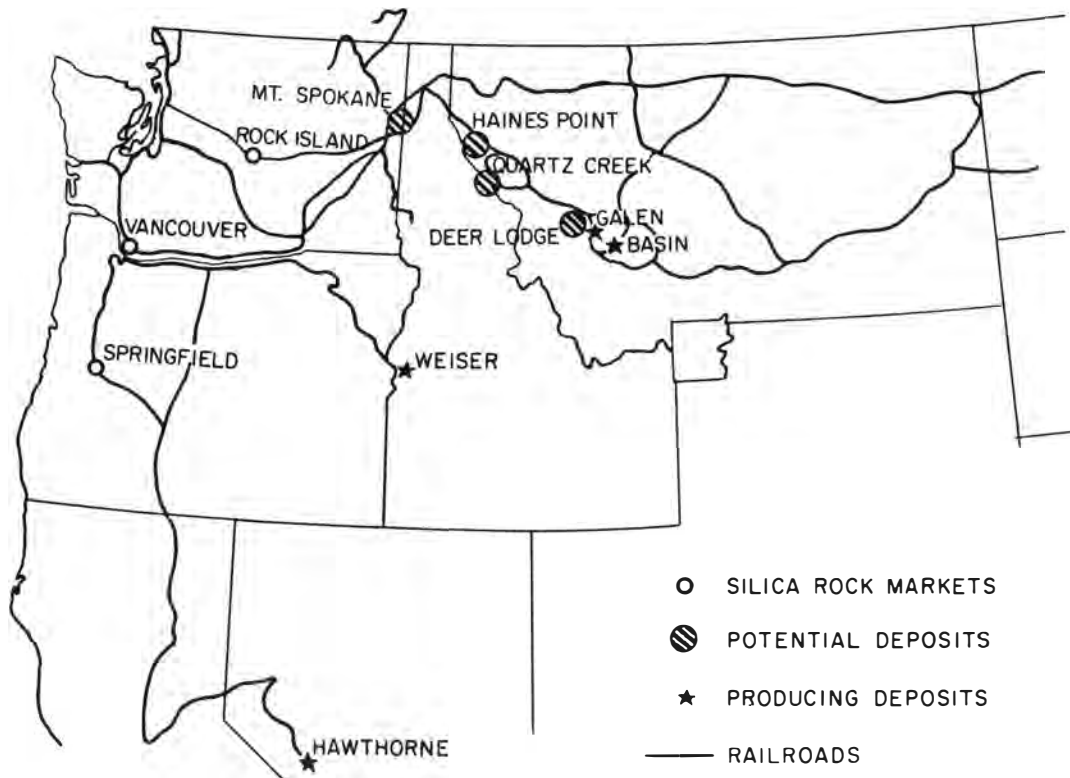 MT. SPOKANE
ROCK ISLAND
HAINES POINT
QUARTZ CREEK
VANCOUVER
DEER LODGE
GALEN
BASIN
SPRINGFIELD
WEISER
SILICA ROCK MARKETS
POTENTIAL DEPOSITS
PRODUCING DEPOSITS
HAWTHORNE
RAILROADS